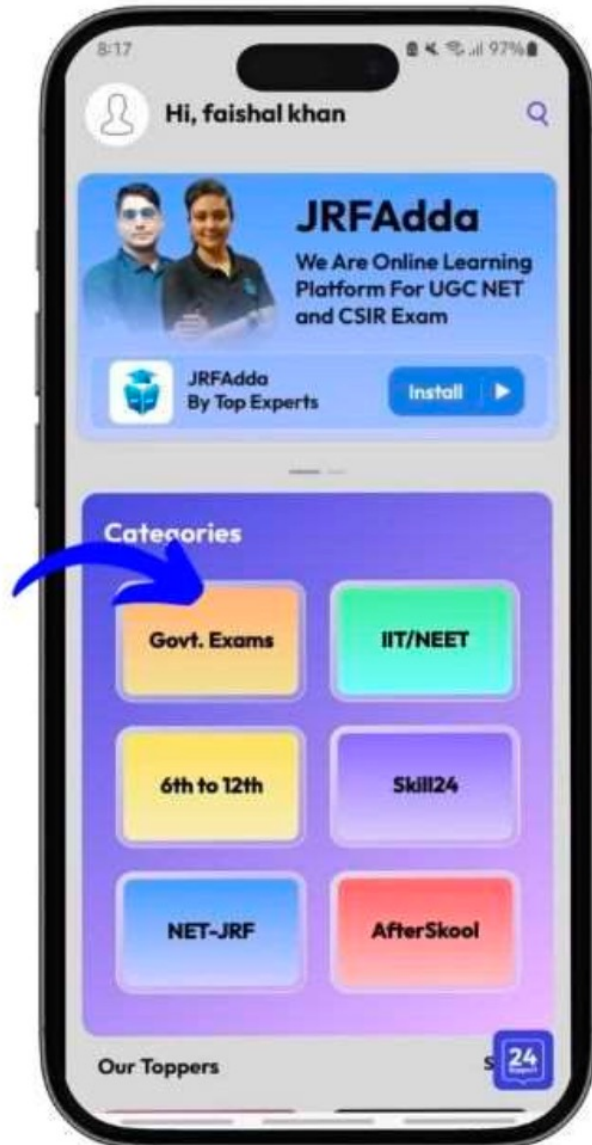 8:17
97%
Hi, faishal khan
JRFAdda
We Are Online Learning
Platform For UGC NET
and CSIR Exam
JRFAdda
By Top Experts
Install
Categories
Govt. Exams
IIT/NEET
6th to 12th
Skill24
NET-JRF
AfterSkool
Our Toppers
S
24